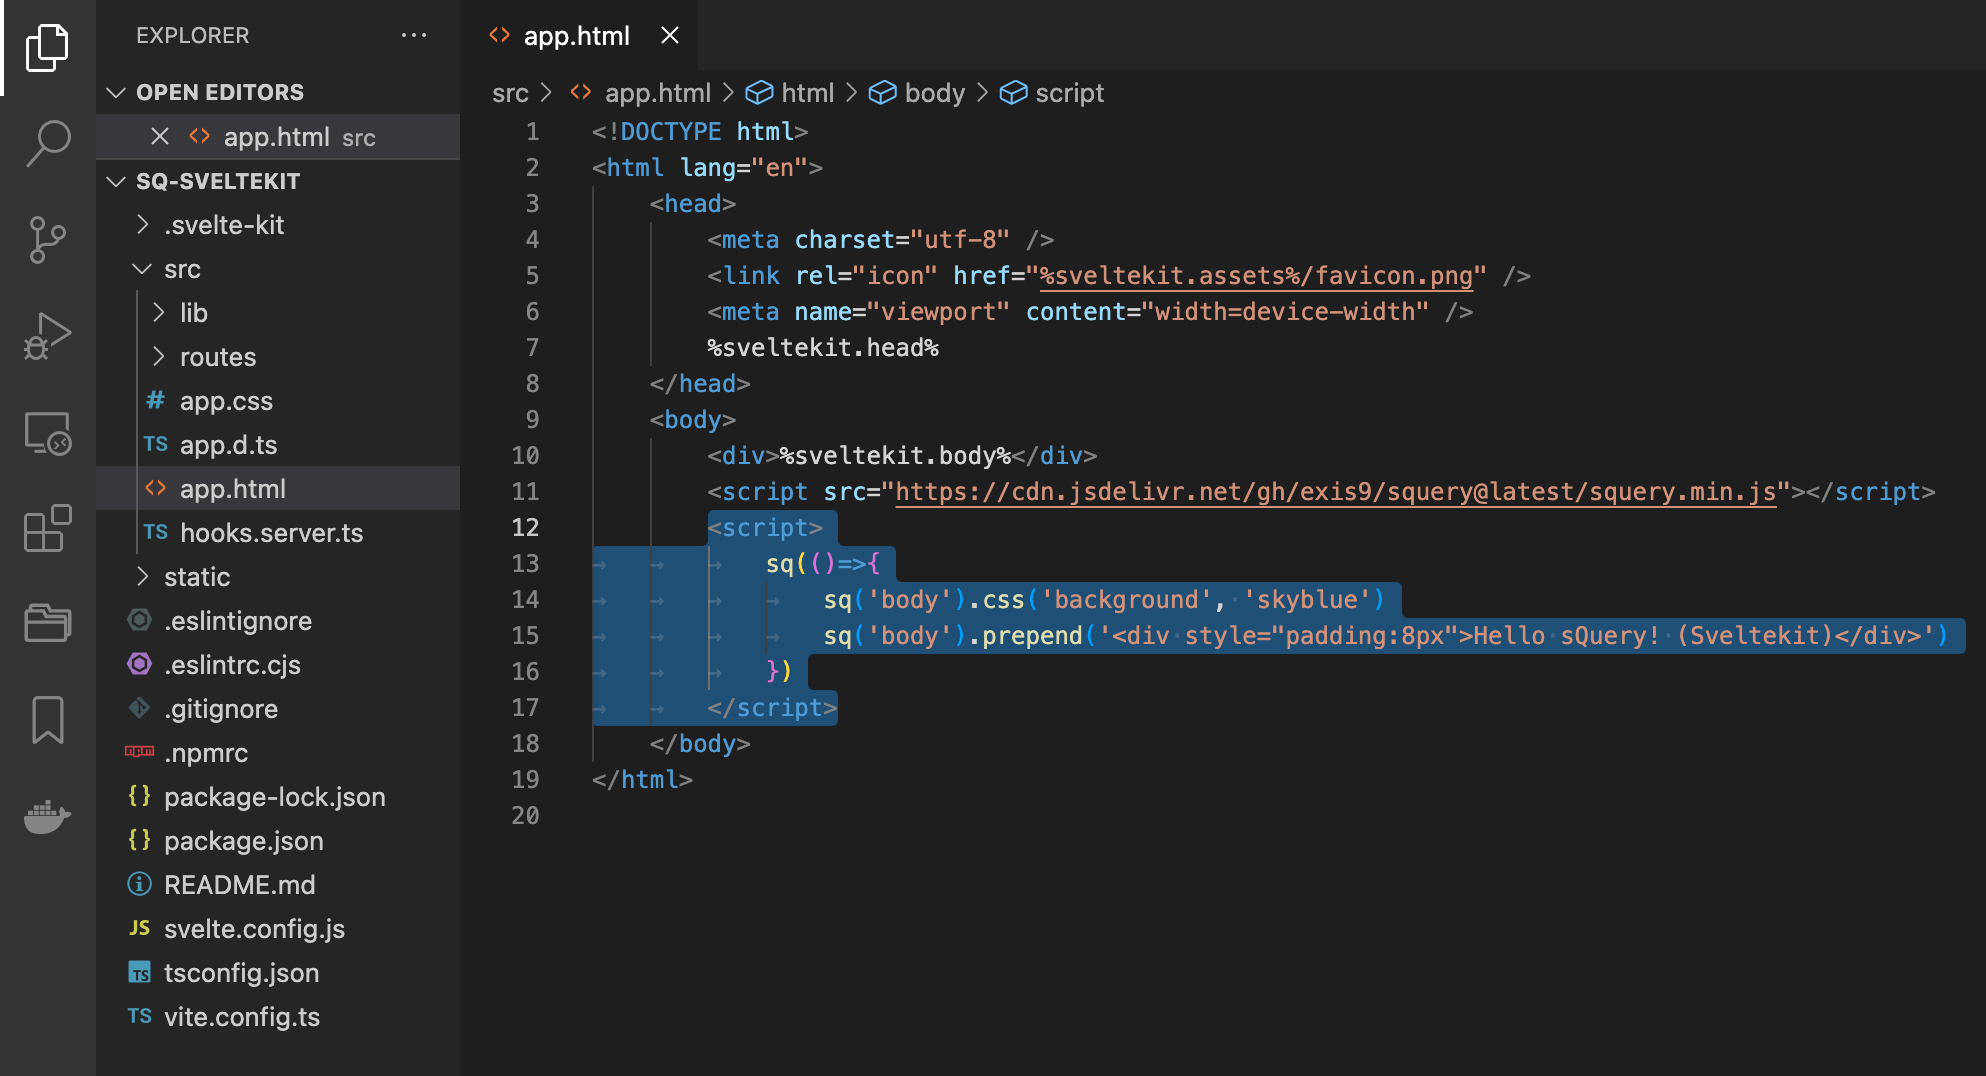 EXPLORER ...
OPEN EDITORS
app.html src
SQ-SVELTEKIT
.svelte-kit
src
lib
routes
# app.css
TS app.d.ts
<> app.html
TS hooks.server.ts
static
.eslintignore
.eslintrc.cjs
.gitignore
npm .npmrc
{} package-lock.json
{} package.json
README.md
JS svelte.config.js
TS tsconfig.json
TS vite.config.ts
<> app.html
src > <> app.html > html > body > script
1 <!DOCTYPE html>
2 <html lang="en">
3 <head>
4 <meta charset="utf-8" />
5 <link rel="icon" href="%sveltekit.assets%/favicon.png" />
6 <meta name="viewport" content="width=device-width" />
7 %sveltekit.head%
8 </head>
9 <body>
10 <div>%sveltekit.body%</div>
11 <script src="https://cdn.jsdelivr.net/gh/exis9/squery@latest/squery.min.js"></script>
12 <script>
13 sq(()=>{
14 sq('body').css('background', 'skyblue')
15 sq('body').prepend('<div style="padding:8px">Hello sQuery! (Sveltekit)</div>')
16 })
17 </script>
18 </body>
19 </html>
20